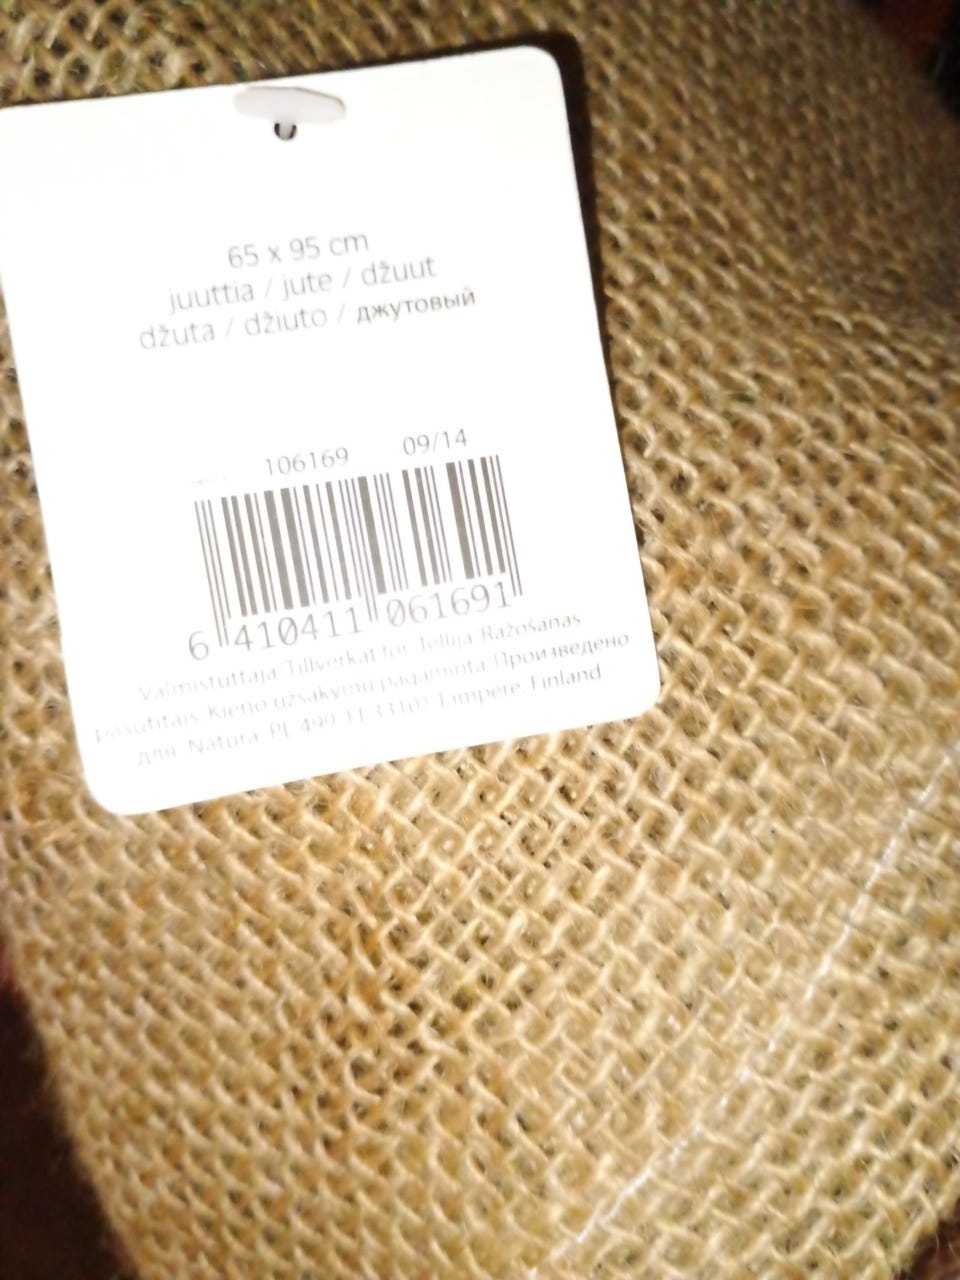 65 x 95 cm
juuttia / jute / džuut
džuta / džiuto / джутовый
106169 09/14
6 410411 061691
Valmistuttaja/Tillverkat för/Tellija/Ražošanas
pasūtītājs/Kieno užsakymu pagaminta/Произведено
для: Natura, PL 499, FI-33101 Tampere, Finland